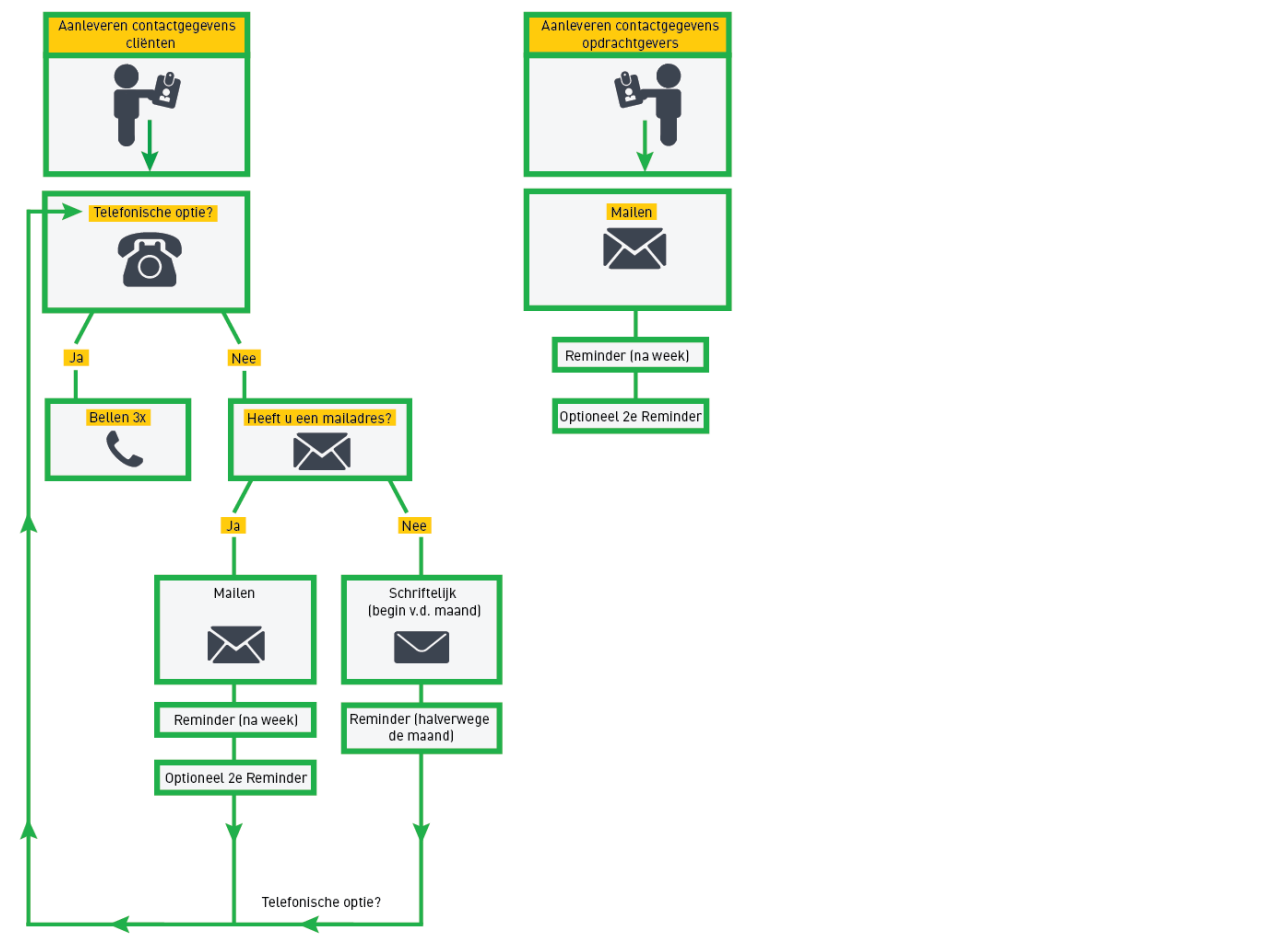 Aanleveren contactgegevens
cliënten
Telefonische optie?
Ja
Nee
Bellen 3x
Heeft u een mailadres?
Ja
Nee
Mailen
Schriftelijk
(begin v.d. maand)
Reminder (na week)
Reminder (halverwege
de maand)
Optioneel 2e Reminder
Telefonische optie?
Aanleveren contactgegevens
opdrachtgevers
Mailen
Reminder (na week)
Optioneel 2e Reminder